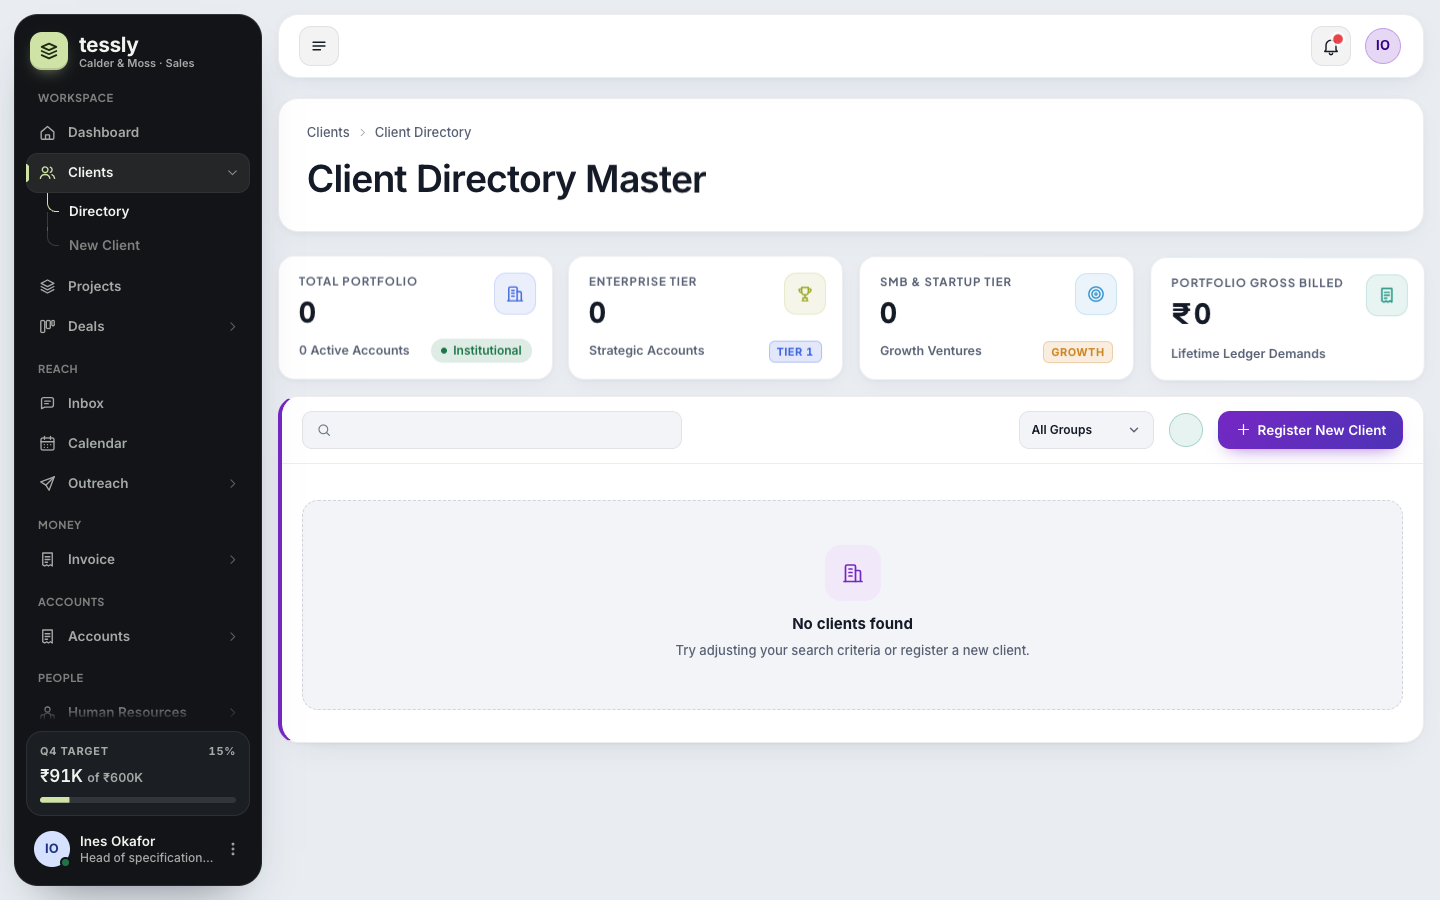 tessly
Calder & Moss · Sales
WORKSPACE
Dashboard
Clients
Directory
New Client
Projects
Deals
REACH
Inbox
Calendar
Outreach
MONEY
Invoice
ACCOUNTS
Accounts
PEOPLE
Human Resources
Q4 TARGET 15%
₹91K of ₹600K
IO
Ines Okafor
Head of specification...
IO
Clients > Client Directory
Client Directory Master
TOTAL PORTFOLIO
0
0 Active Accounts
Institutional
ENTERPRISE TIER
0
Strategic Accounts
TIER 1
SMB & STARTUP TIER
0
Growth Ventures
GROWTH
PORTFOLIO GROSS BILLED
₹0
Lifetime Ledger Demands
All Groups
Register New Client
No clients found
Try adjusting your search criteria or register a new client.